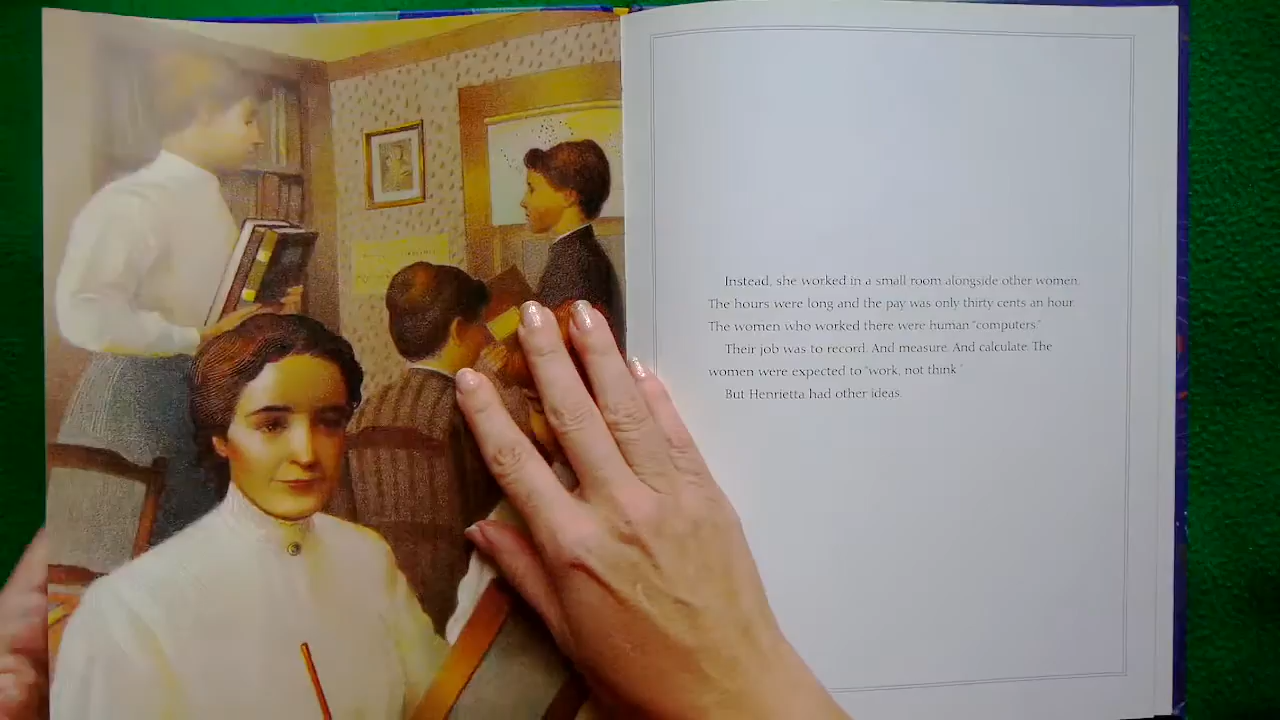 Instead, she worked in a small room alongside other women.
The hours were long and the pay was only thirty cents an hour.
The women who worked there were human "computers."
Their job was to record. And measure. And calculate. The
women were expected to "work, not think."
But Henrietta had other ideas.